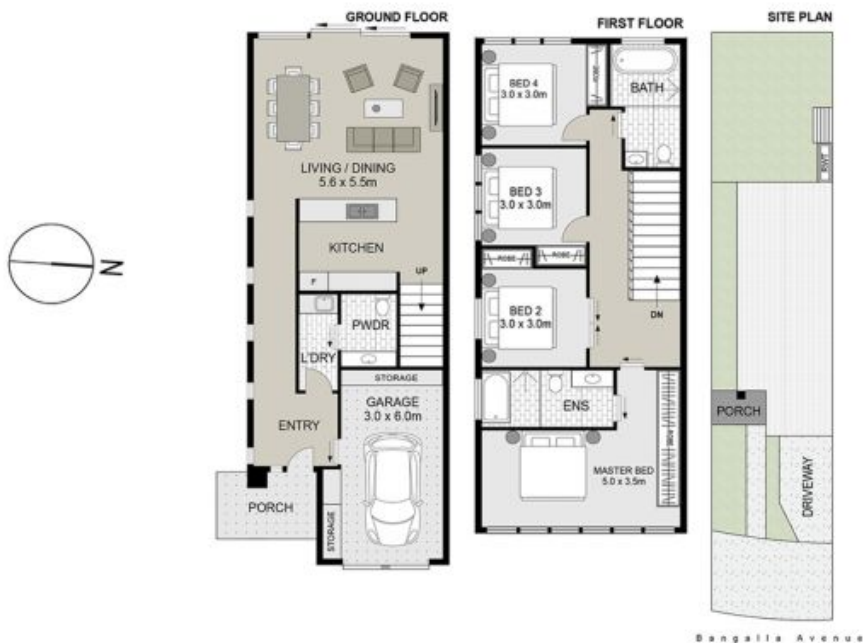 GROUND FLOOR
LIVING / DINING
5.6 x 5.5m
KITCHEN
F
UP
PWDR
L'DRY
STORAGE
GARAGE
3.0 x 6.0m
ENTRY
PORCH
STORAGE
N
FIRST FLOOR
BED 4
3.0 x 3.0m
BATH
BED 3
3.0 x 3.0m
ROBE
ROBE
BED 2
3.0 x 3.0m
DN
ENS
ROBE
MASTER BED
5.0 x 3.5m
SITE PLAN
RWT
PORCH
DRIVEWAY
Bangalla Avenue